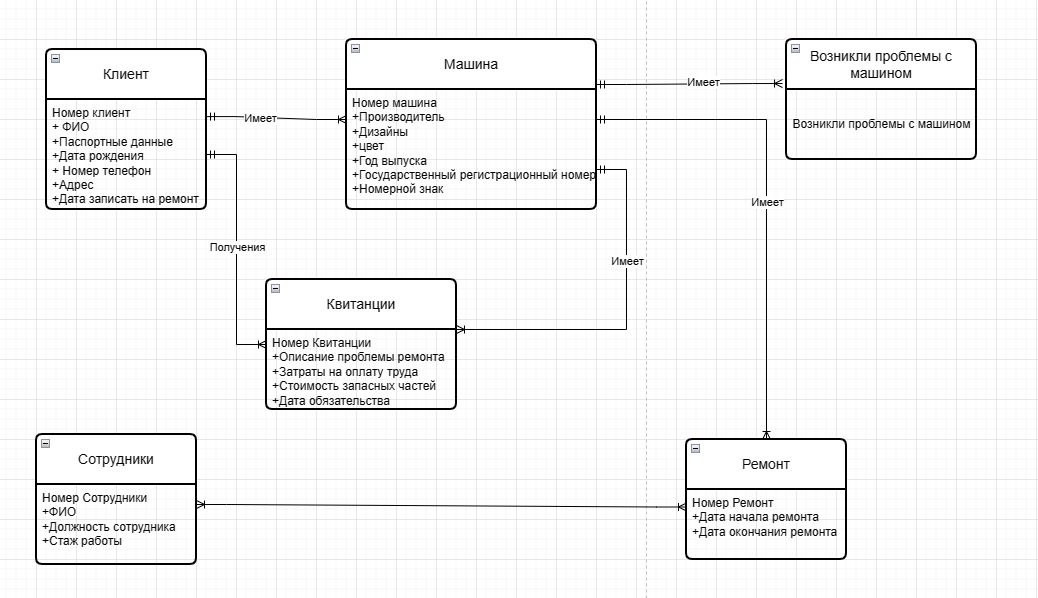 Клиент
Номер клиент
+ ФИО
+Паспортные данные
+Дата рождения
+ Номер телефон
+Адрес
+Дата записать на ремонт
Имеет
Машина
Номер машина
+Производитель
+Дизайны
+цвет
+Год выпуска
+Государственный регистрационный номер
+Номерной знак
Имеет
Возникли проблемы с
машином
Возникли проблемы с машином
Имеет
Получения
Имеет
Квитанции
Номер Квитанции
+Описание проблемы ремонта
+Затраты на оплату труда
+Стоимость запасных частей
+Дата обязательства
Сотрудники
Номер Сотрудники
+ФИО
+Должность сотрудника
+Стаж работы
Ремонт
Номер Ремонт
+Дата начала ремонта
+Дата окончания ремонта